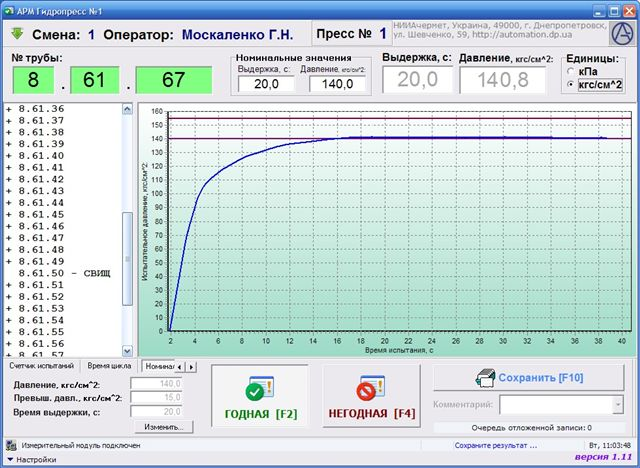 АРМ Гидропресс №1
Смена: 1 Оператор: Москаленко Г.Н.
Пресс № 1
НИИАчермет, Украина, 49000, г. Днепропетровск,
ул. Шевченко, 59, http://automation.dp.ua
№ трубы:
8 . 61 . 67
Номинальные значения
Выдержка, с: Давление, кгс/см^2:
20,0 140,0
Выдержка, с: Давление, кгс/см^2:
20,0 140,8
Единицы:
кПа
кгс/см^2
+ 8.61.36
+ 8.61.37
+ 8.61.38
+ 8.61.39
+ 8.61.40
+ 8.61.41
+ 8.61.42
+ 8.61.43
+ 8.61.44
+ 8.61.45
+ 8.61.46
+ 8.61.47
+ 8.61.48
+ 8.61.49
8.61.50 - СВИЩ
+ 8.61.51
+ 8.61.52
+ 8.61.53
+ 8.61.54
+ 8.61.55
+ 8.61.56
+ 8.61.57
Испытательное давление, кгс/см^2:
160
150
140
130
120
110
100
90
80
70
60
50
40
30
20
10
0
2 4 6 8 10 12 14 16 18 20 22 24 26 28 30 32 34 36 38 40
Время испытания, с
Счетчик испытаний Время цикла Номина
Давление, кгс/см^2: 140,0
Превыш. давл., кгс/см^2: 15,0
Время выдержки, с: 20,0
Изменить...
ГОДНАЯ [F2]
НЕГОДНАЯ [F4]
Сохранить [F10]
Комментарий:
Очередь отложенной записи: 0
Измерительный модуль подключен
Сохраните результат ...
Вт, 11:03:48
Настройки
версия 1.11